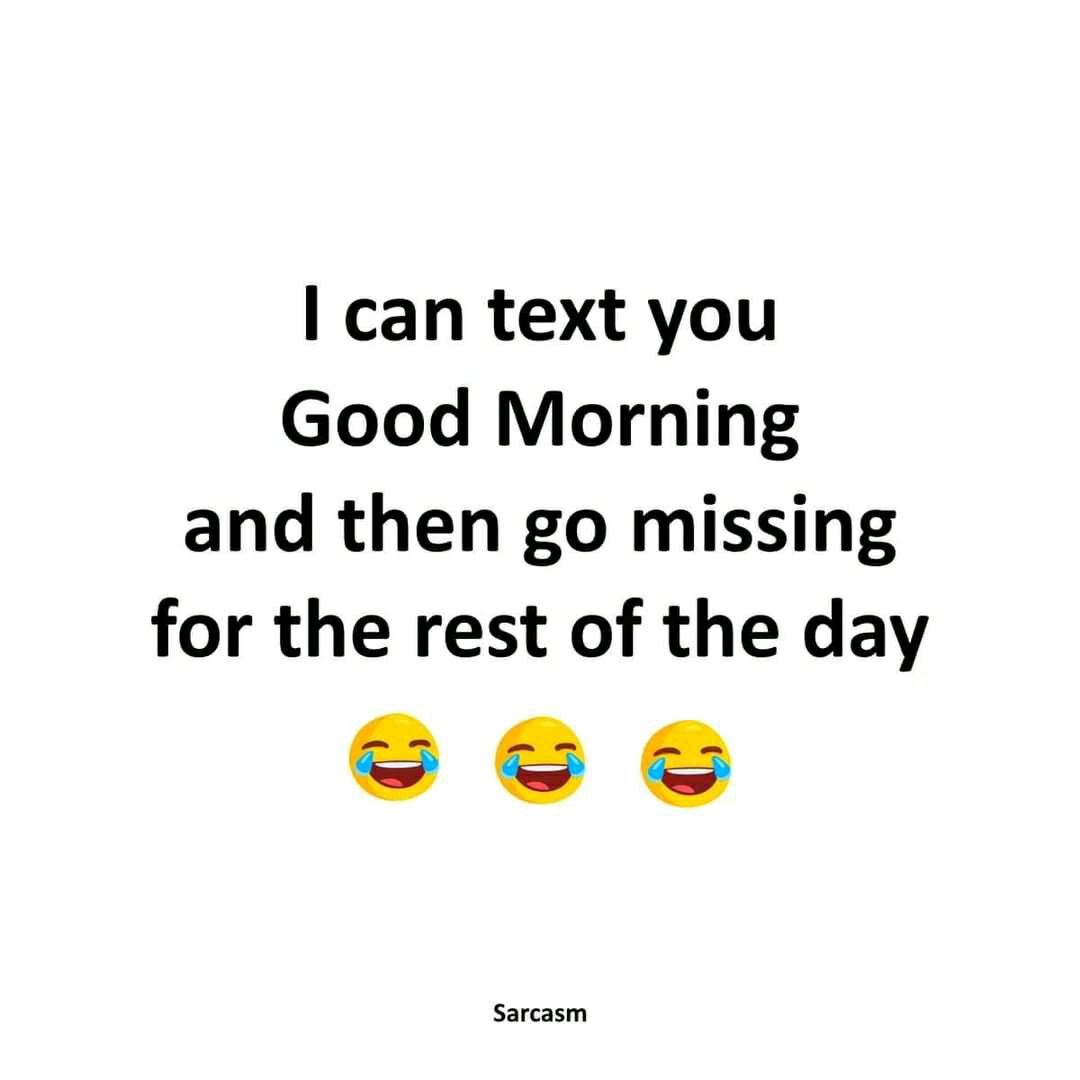 I can text you
Good Morning
and then go missing
for the rest of the day
😂 😂 😂
Sarcasm